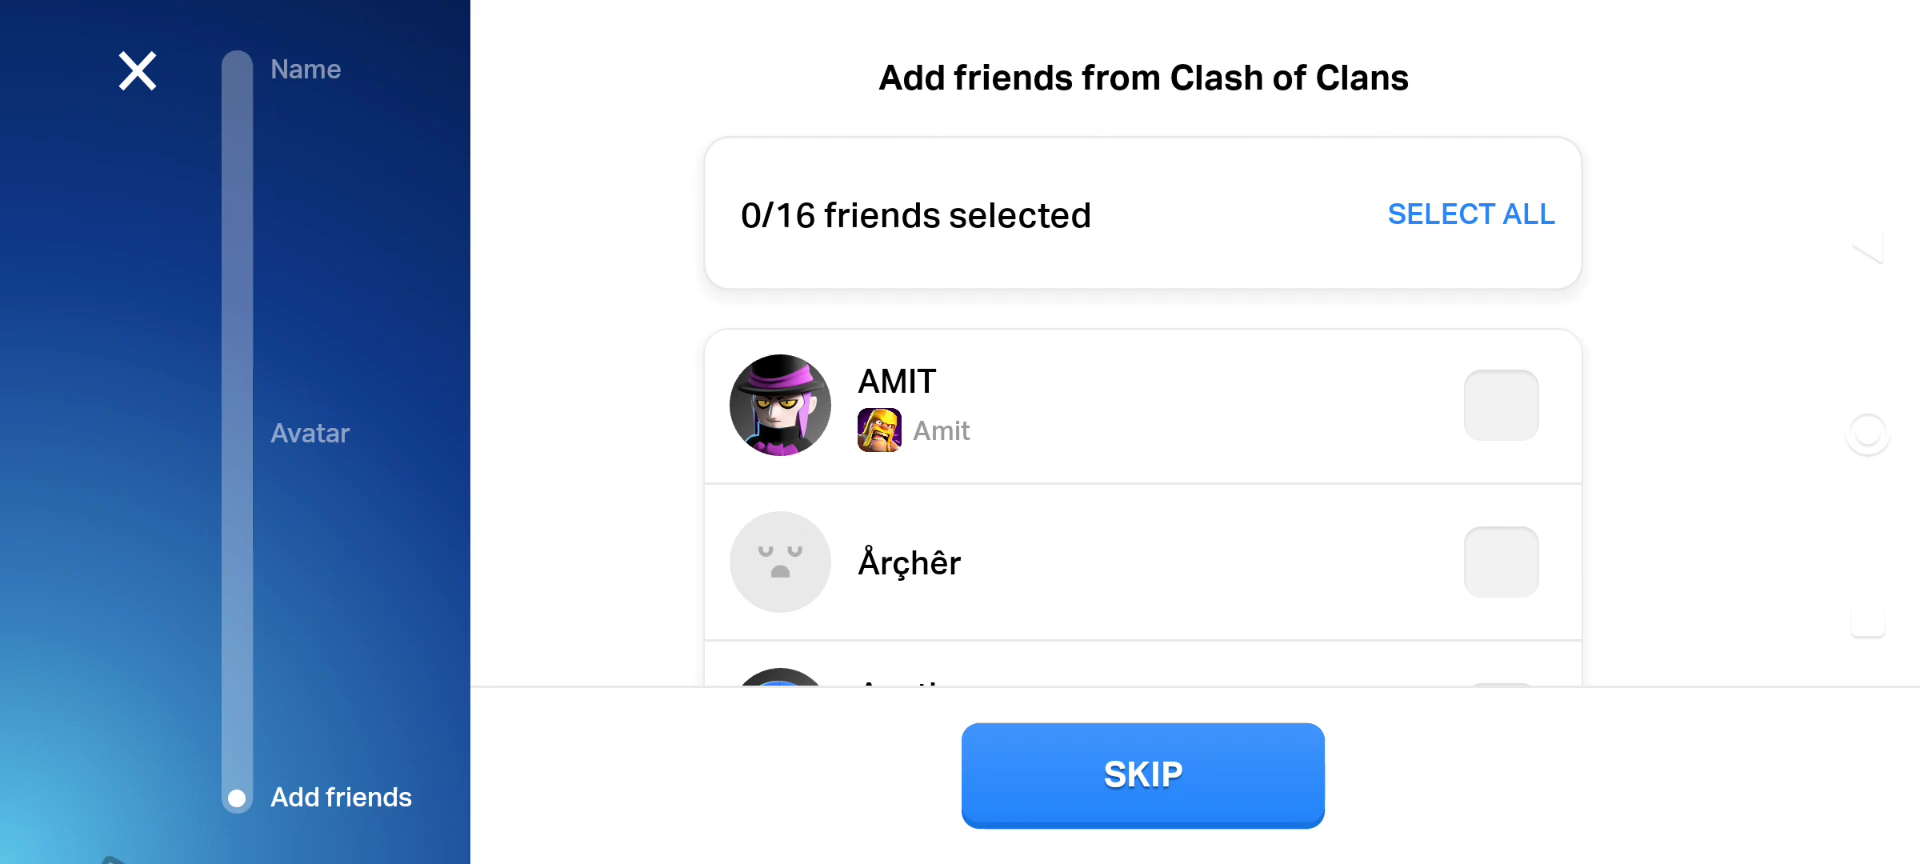 Name
Avatar
Add friends
Add friends from Clash of Clans
0/16 friends selected
SELECT ALL
AMIT
Amit
Årçhêr
SKIP